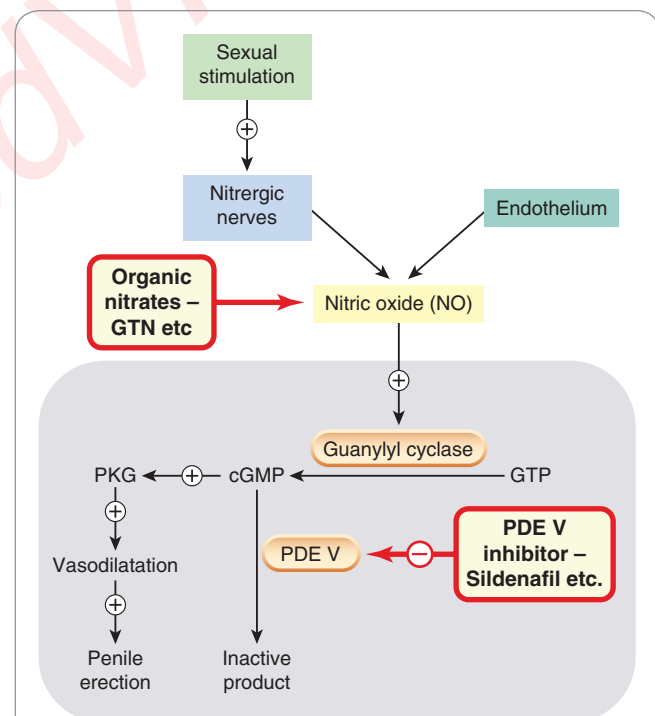 Sexual
stimulation
+
Nitrergic
nerves
Endothelium
Organic
nitrates –
GTN etc
Nitric oxide (NO)
+
Guanylyl cyclase
PKG
+
cGMP
GTP
+
PDE V
−
PDE V
inhibitor –
Sildenafil etc.
Vasodilatation
+
Penile
erection
Inactive
product